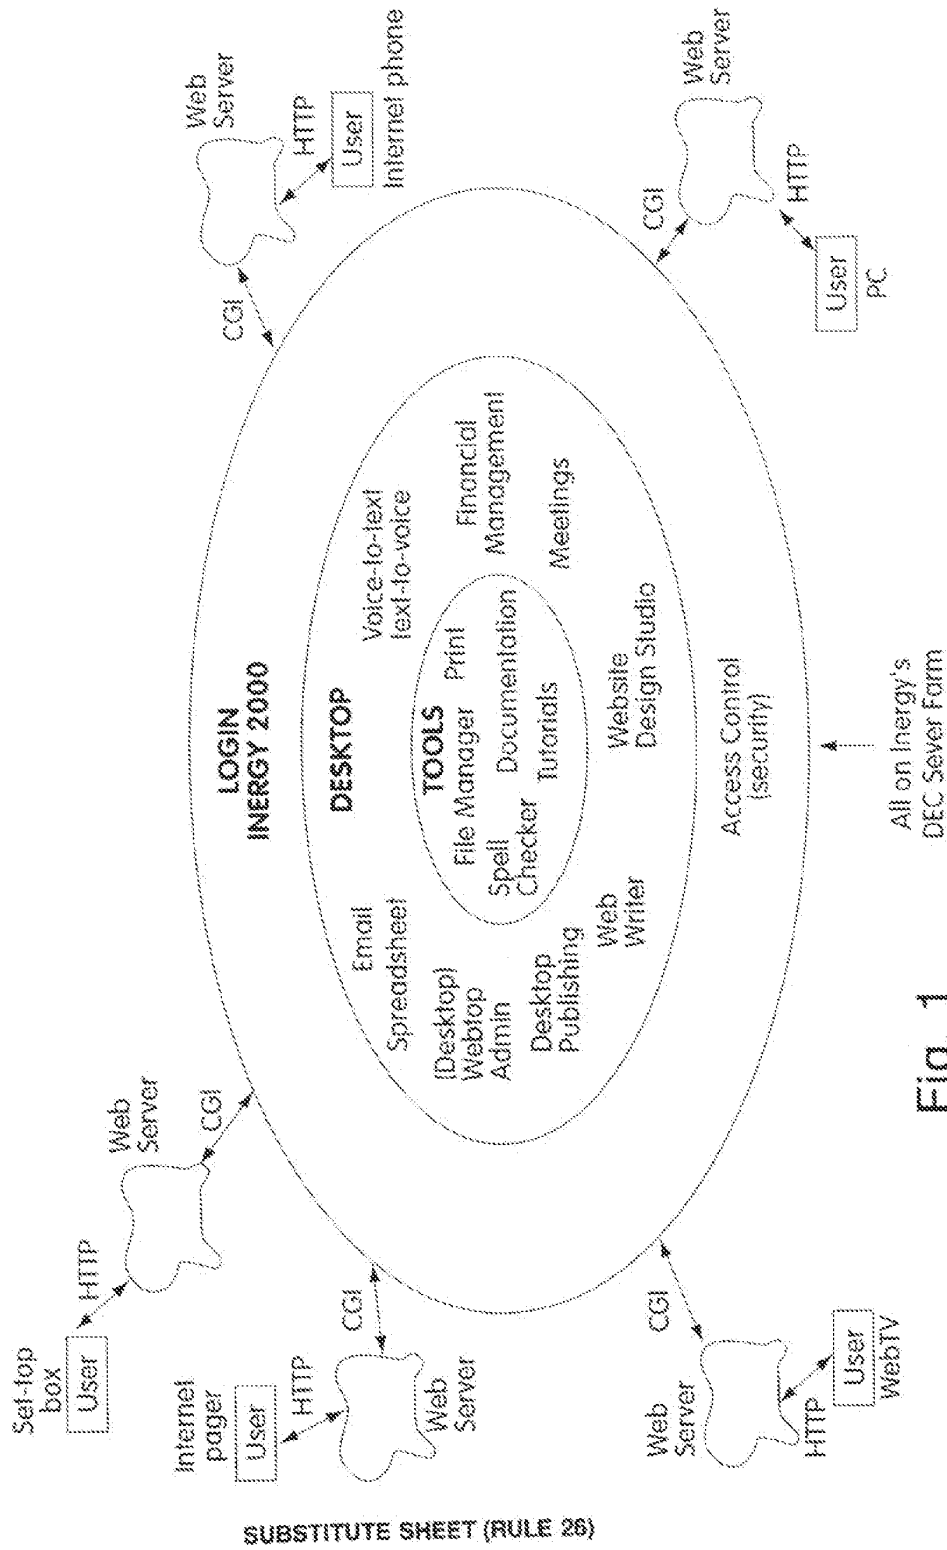 Set-top
box
User
HTTP
Web
Server
CGI
Internet
pager
User
HTTP
Web
Server
CGI
Web
Server
HTTP
User
WebTV
CGI
LOGIN
INERGY 2000
DESKTOP
Email
Spreadsheet
(Desktop)
Webtop
Admin
Desktop
Publishing
Web
Writer
Voice-to-text
text-to-voice
Financial
Management
Meetings
Website
Design Studio
TOOLS
File Manager
Print
Spell
Checker
Documentation
Tutorials
Access Control
(security)
CGI
Web
Server
HTTP
User
Internet phone
CGI
Web
Server
HTTP
User
PC
All on Inergy's
DEC Sever Farm
Fig. 1
SUBSTITUTE SHEET (RULE 26)